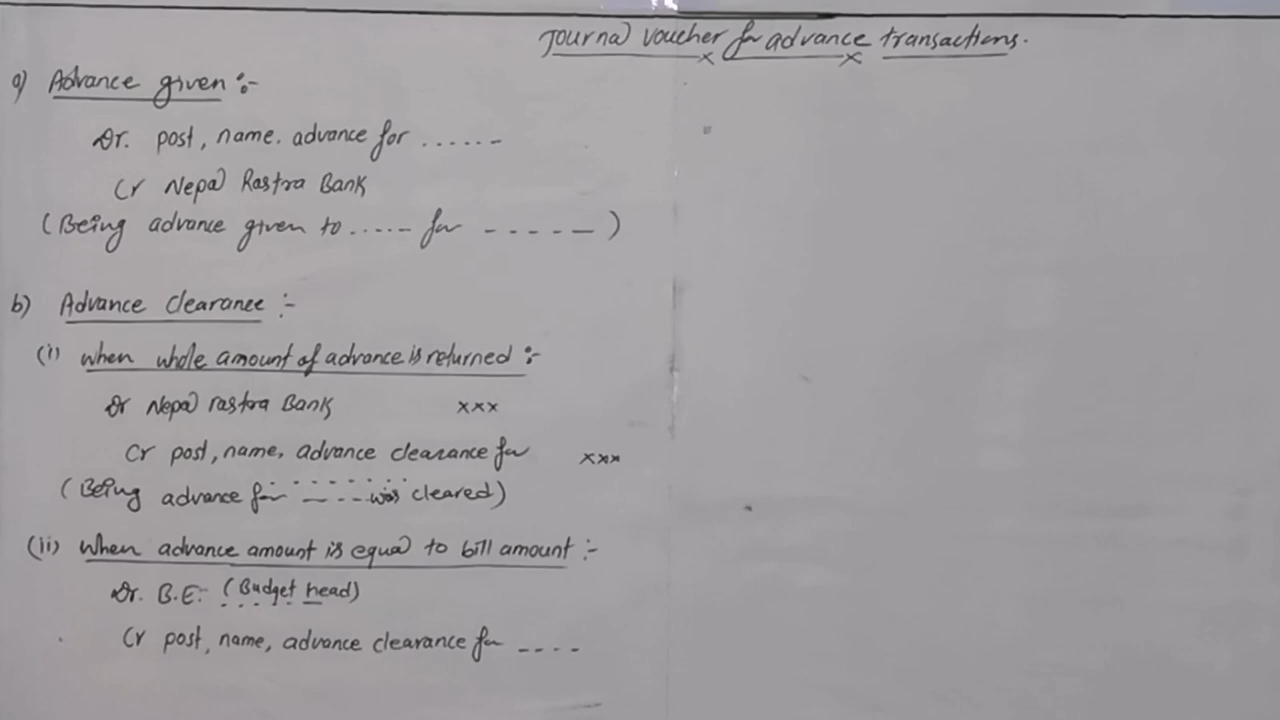 Journal voucher for advance transactions.
a) Advance given :-
Dr. post, name. advance for ......
Cr Nepal Rastra Bank
(Being advance given to ..... for -----)
b) Advance clearance :-
(i) when whole amount of advance is returned :-
Dr Nepal rastra Bank xxx
Cr post, name, advance clearance for xxx
(Being advance for ..... was cleared)
(ii) when advance amount is equal to bill amount :-
Dr. B.E. (Budget head)
Cr post, name, advance clearance for ----